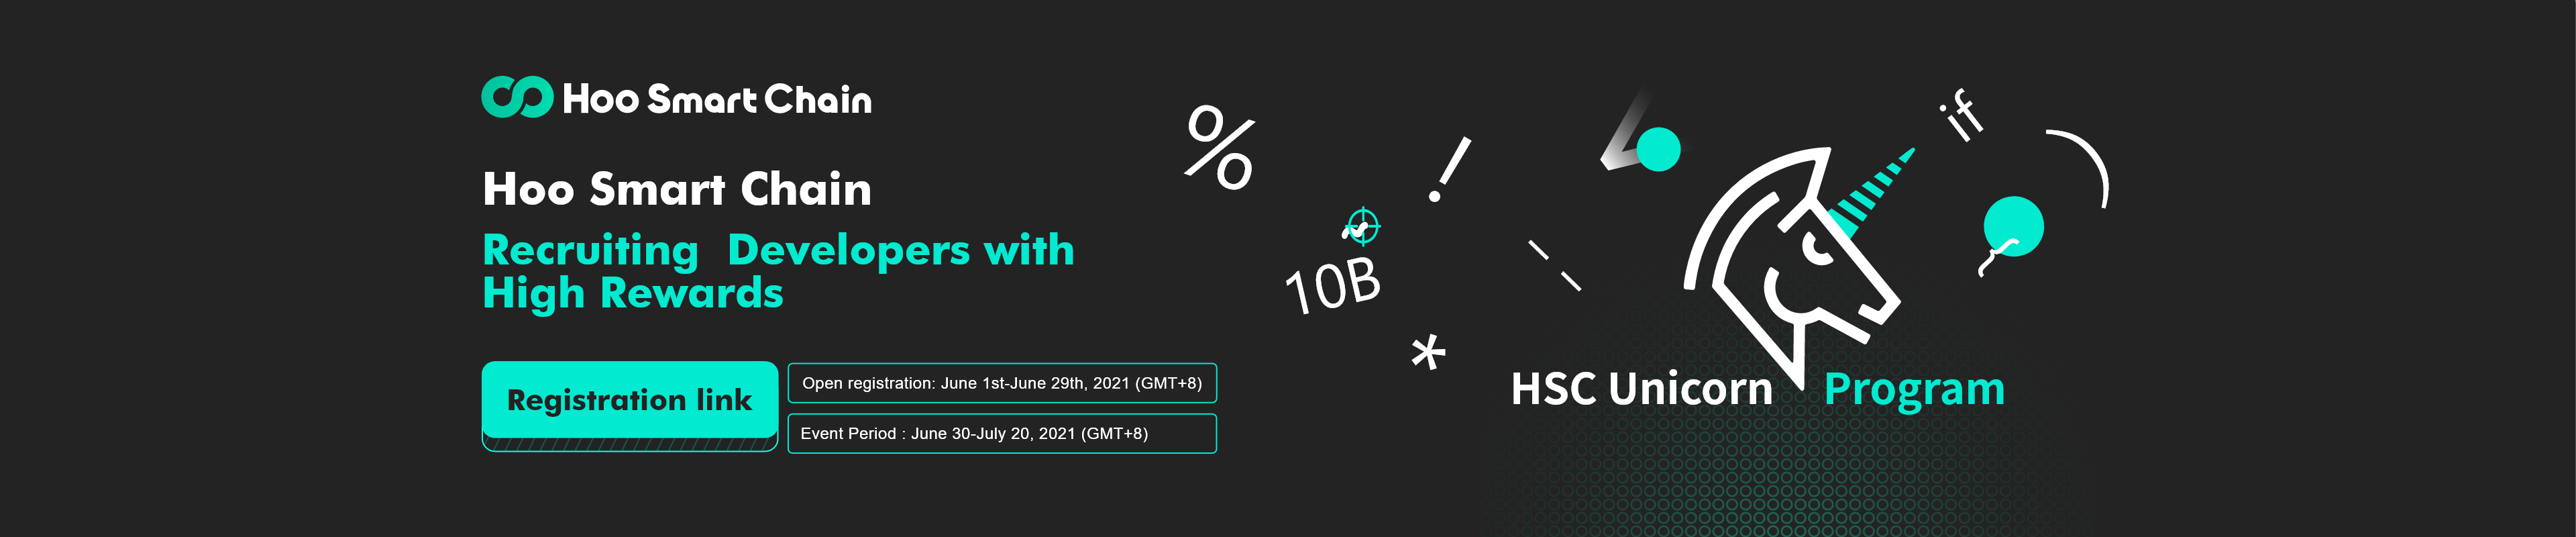 Hoo Smart Chain
Hoo Smart Chain
Recruiting Developers with
High Rewards
Registration link
Open registration: June 1st-June 29th, 2021 (GMT+8)
Event Period : June 30-July 20, 2021 (GMT+8)
%
!
<
if
10B
*
HSC Unicorn Program